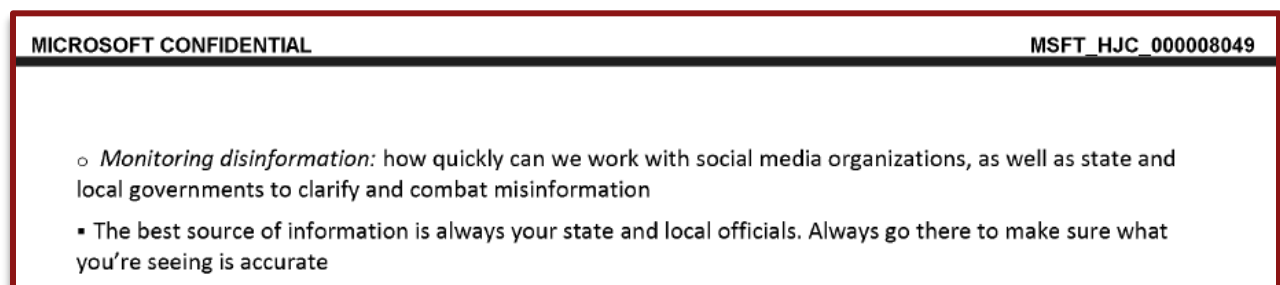 MICROSOFT CONFIDENTIAL MSFT_HJC_000008049
o Monitoring disinformation: how quickly can we work with social media organizations, as well as state and
local governments to clarify and combat misinformation
▪ The best source of information is always your state and local officials. Always go there to make sure what
you're seeing is accurate